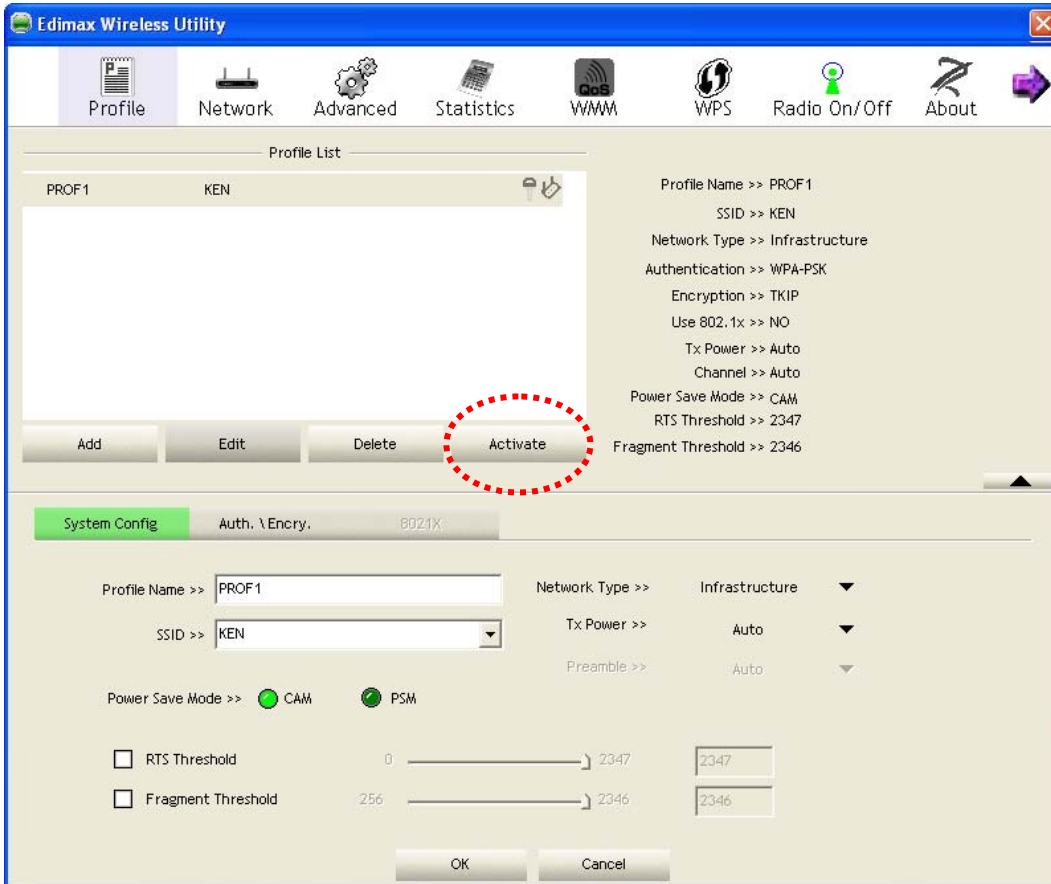 Edimax Wireless Utility
Profile Network Advanced Statistics WMM WPS Radio On/Off About
QoS
Profile List
PROF1 KEN
Profile Name >> PROF1
SSID >> KEN
Network Type >> Infrastructure
Authentication >> WPA-PSK
Encryption >> TKIP
Use 802.1x >> NO
Tx Power >> Auto
Channel >> Auto
Power Save Mode >> CAM
RTS Threshold >> 2347
Fragment Threshold >> 2346
Add Edit Delete Activate
System Config Auth. \ Encry. 8021X
Profile Name >> PROF1 Network Type >> Infrastructure
SSID >> KEN Tx Power >> Auto
Preamble >> Auto
Power Save Mode >> CAM PSM
RTS Threshold 0 2347 2347
Fragment Threshold 256 2346 2346
OK Cancel